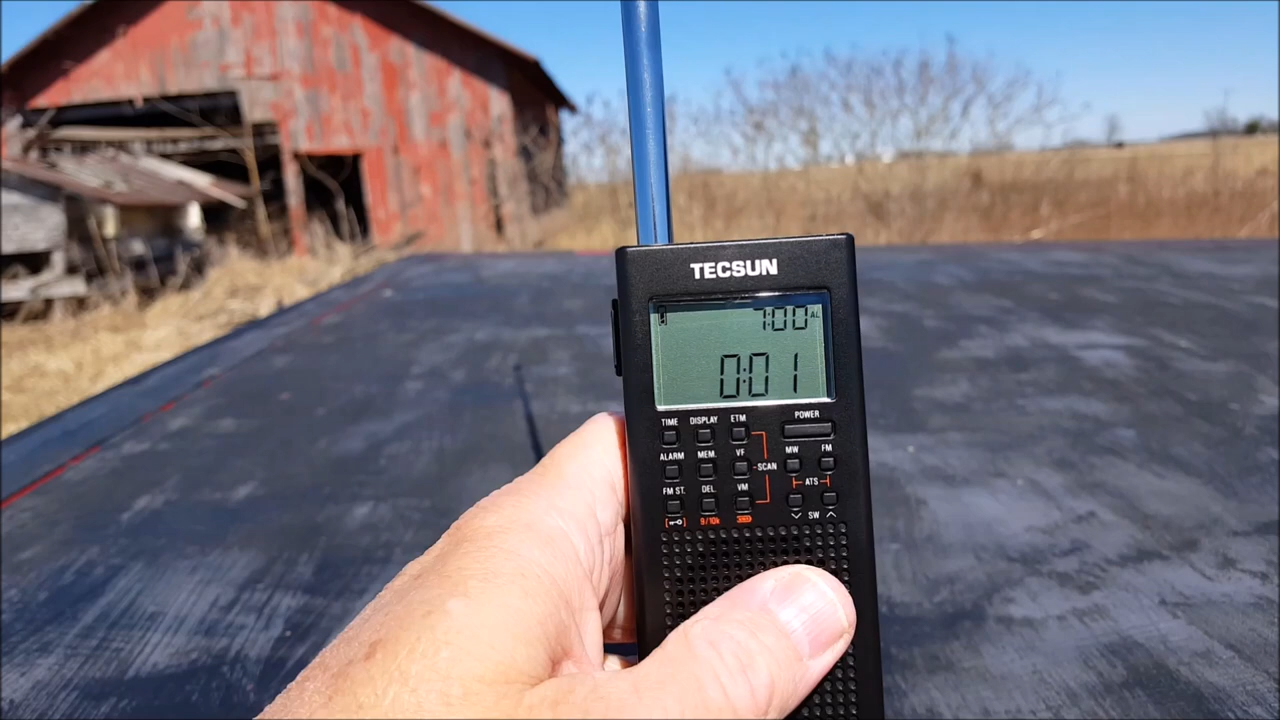 TECSUN
7:00 AL
0:01
TIME DISPLAY ETM POWER
ALARM MEM. VF SCAN MW FM
FM ST. DEL. VM ATS
9/10k SW